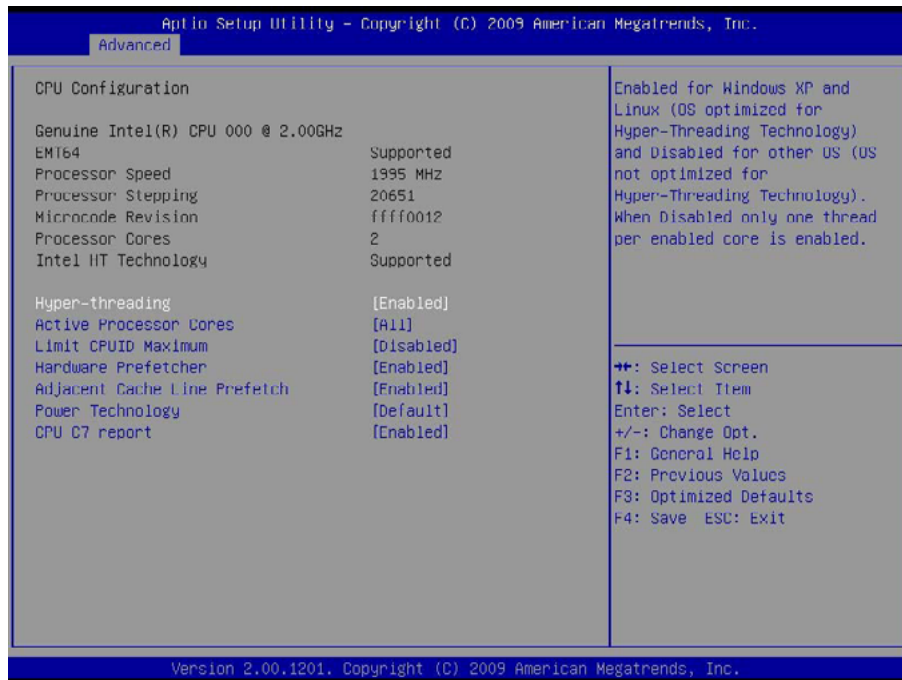 Aptio Setup Utility – Copyright (C) 2009 American Megatrends, Inc.
Advanced
CPU Configuration
Genuine Intel(R) CPU 000 @ 2.00GHz
EMT64 Supported
Processor Speed 1995 MHz
Processor Stepping 20651
Microcode Revision ffff0012
Processor Cores 2
Intel HT Technology Supported
Hyper-threading [Enabled]
Active Processor Cores [All]
Limit CPUID Maximum [Disabled]
Hardware Prefetcher [Enabled]
Adjacent Cache Line Prefetch [Enabled]
Power Technology [Default]
CPU C7 report [Enabled]
Enabled for Windows XP and
Linux (OS optimized for
Hyper-Threading Technology)
and Disabled for other OS (OS
not optimized for
Hyper-Threading Technology).
When Disabled only one thread
per enabled core is enabled.
→←: Select Screen
↑↓: Select Item
Enter: Select
+/-: Change Opt.
F1: General Help
F2: Previous Values
F3: Optimized Defaults
F4: Save ESC: Exit
Version 2.00.1201. Copyright (C) 2009 American Megatrends, Inc.